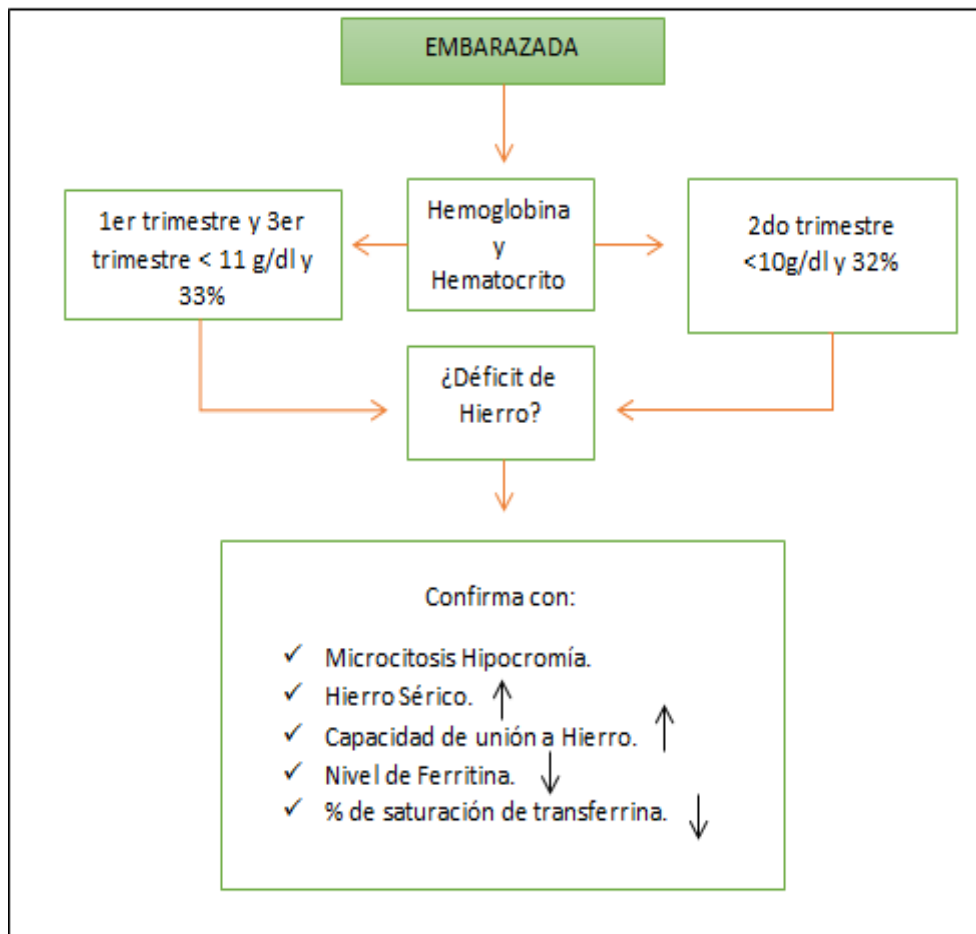 EMBARAZADA
1er trimestre y 3er
trimestre < 11 g/dl y
33%
Hemoglobina
y
Hematocrito
2do trimestre
<10g/dl y 32%
¿Déficit de
Hierro?
Confirma con:
✓ Microcitosis Hipocromía.
✓ Hierro Sérico. ↑
✓ Capacidad de unión a Hierro. ↑
✓ Nivel de Ferritina. ↓
✓ % de saturación de transferrina. ↓